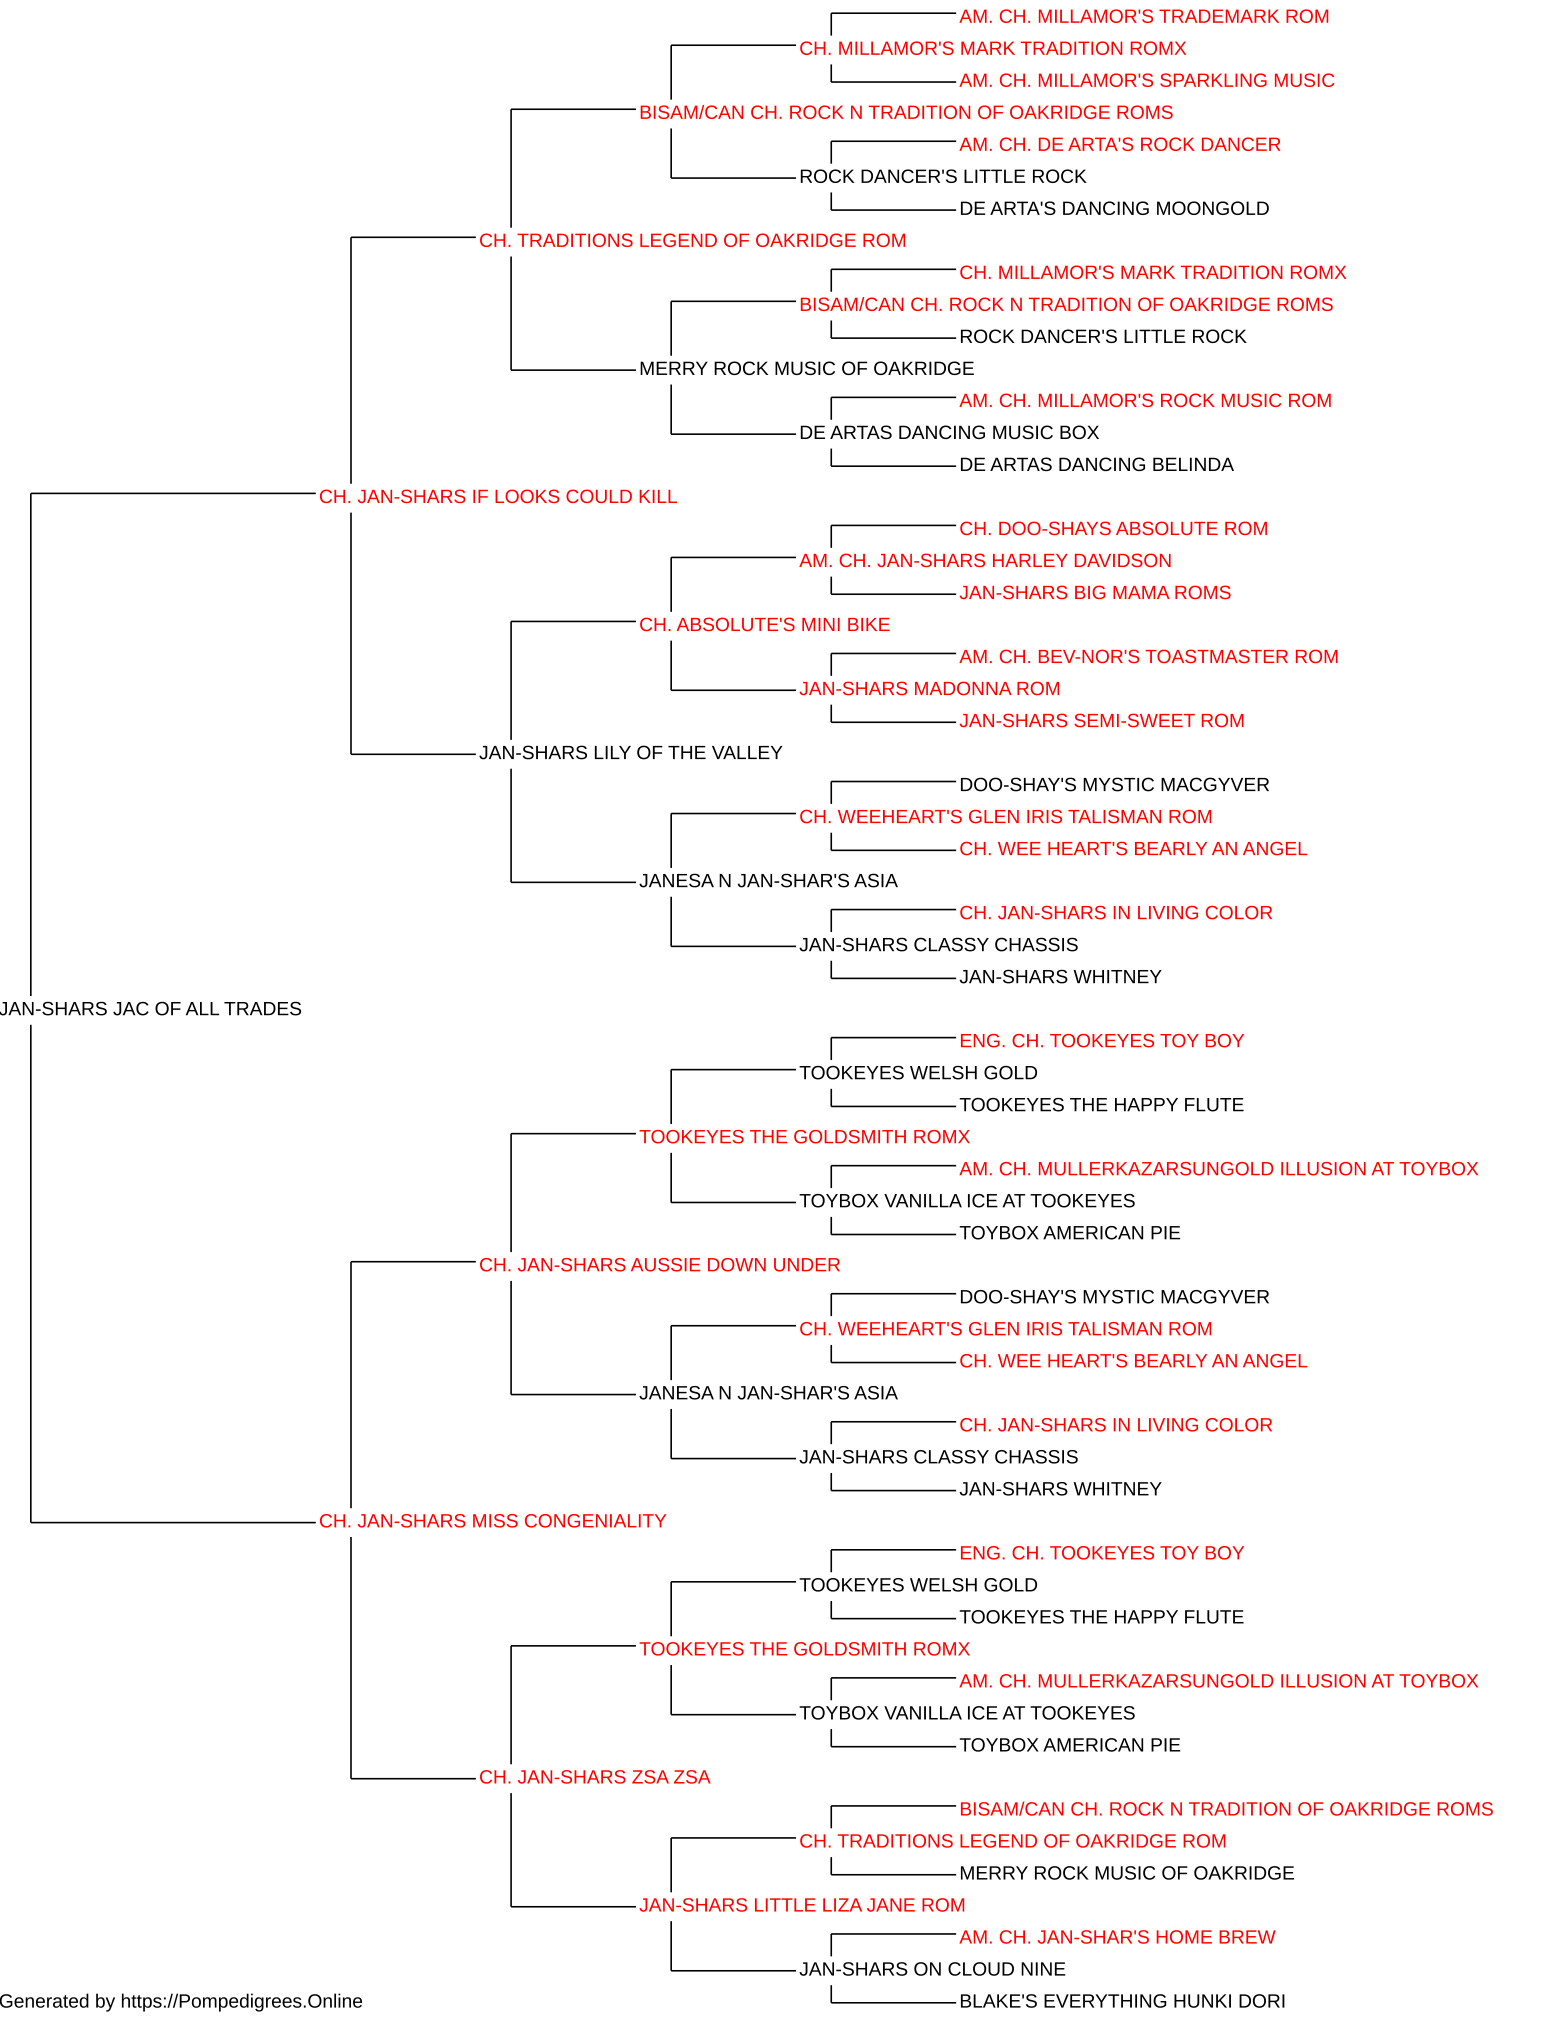 AM. CH. MILLAMOR'S TRADEMARK ROM
CH. MILLAMOR'S MARK TRADITION ROMX
AM. CH. MILLAMOR'S SPARKLING MUSIC
BISAM/CAN CH. ROCK N TRADITION OF OAKRIDGE ROMS
AM. CH. DE ARTA'S ROCK DANCER
ROCK DANCER'S LITTLE ROCK
DE ARTA'S DANCING MOONGOLD
CH. TRADITIONS LEGEND OF OAKRIDGE ROM
CH. MILLAMOR'S MARK TRADITION ROMX
BISAM/CAN CH. ROCK N TRADITION OF OAKRIDGE ROMS
ROCK DANCER'S LITTLE ROCK
MERRY ROCK MUSIC OF OAKRIDGE
AM. CH. MILLAMOR'S ROCK MUSIC ROM
DE ARTAS DANCING MUSIC BOX
DE ARTAS DANCING BELINDA
CH. JAN-SHARS IF LOOKS COULD KILL
CH. DOO-SHAYS ABSOLUTE ROM
AM. CH. JAN-SHARS HARLEY DAVIDSON
JAN-SHARS BIG MAMA ROMS
CH. ABSOLUTE'S MINI BIKE
AM. CH. BEV-NOR'S TOASTMASTER ROM
JAN-SHARS MADONNA ROM
JAN-SHARS SEMI-SWEET ROM
JAN-SHARS LILY OF THE VALLEY
DOO-SHAY'S MYSTIC MACGYVER
CH. WEEHEART'S GLEN IRIS TALISMAN ROM
CH. WEE HEART'S BEARLY AN ANGEL
JANESA N JAN-SHAR'S ASIA
CH. JAN-SHARS IN LIVING COLOR
JAN-SHARS CLASSY CHASSIS
JAN-SHARS WHITNEY
JAN-SHARS JAC OF ALL TRADES
ENG. CH. TOOKEYES TOY BOY
TOOKEYES WELSH GOLD
TOOKEYES THE HAPPY FLUTE
TOOKEYES THE GOLDSMITH ROMX
AM. CH. MULLERKAZARSUNGOLD ILLUSION AT TOYBOX
TOYBOX VANILLA ICE AT TOOKEYES
TOYBOX AMERICAN PIE
CH. JAN-SHARS AUSSIE DOWN UNDER
DOO-SHAY'S MYSTIC MACGYVER
CH. WEEHEART'S GLEN IRIS TALISMAN ROM
CH. WEE HEART'S BEARLY AN ANGEL
JANESA N JAN-SHAR'S ASIA
CH. JAN-SHARS IN LIVING COLOR
JAN-SHARS CLASSY CHASSIS
JAN-SHARS WHITNEY
CH. JAN-SHARS MISS CONGENIALITY
ENG. CH. TOOKEYES TOY BOY
TOOKEYES WELSH GOLD
TOOKEYES THE HAPPY FLUTE
TOOKEYES THE GOLDSMITH ROMX
AM. CH. MULLERKAZARSUNGOLD ILLUSION AT TOYBOX
TOYBOX VANILLA ICE AT TOOKEYES
TOYBOX AMERICAN PIE
CH. JAN-SHARS ZSA ZSA
BISAM/CAN CH. ROCK N TRADITION OF OAKRIDGE ROMS
CH. TRADITIONS LEGEND OF OAKRIDGE ROM
MERRY ROCK MUSIC OF OAKRIDGE
JAN-SHARS LITTLE LIZA JANE ROM
AM. CH. JAN-SHAR'S HOME BREW
JAN-SHARS ON CLOUD NINE
BLAKE'S EVERYTHING HUNKI DORI
Generated by https://Pompedigrees.Online